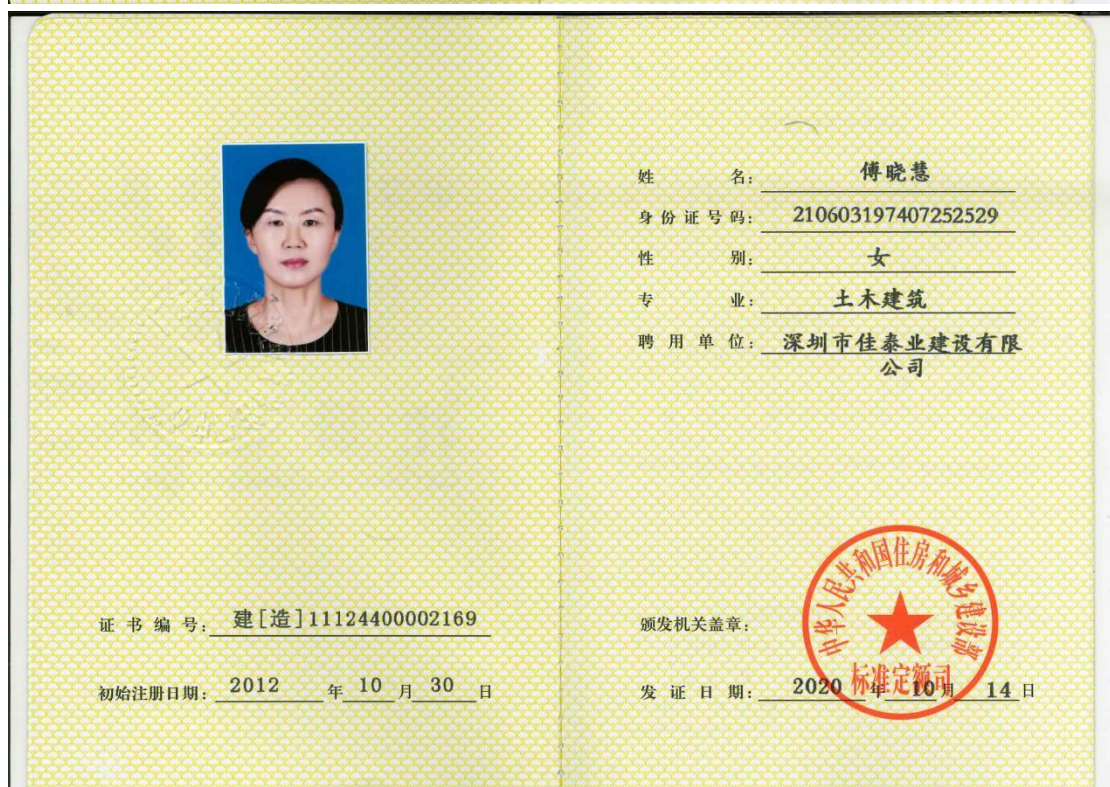 证书编号: 建[造]11124400002169
初始注册日期: 2012 年 10 月 30 日
姓 名: 傅晓慧
身份证号码: 210603197407252529
性 别: 女
专 业: 土木建筑
聘用单位: 深圳市佳泰业建设有限
公司
颁发机关盖章:
中华人民共和国住房和城乡建设部
标准定额司
发证日期: 2020 年 10 月 14 日